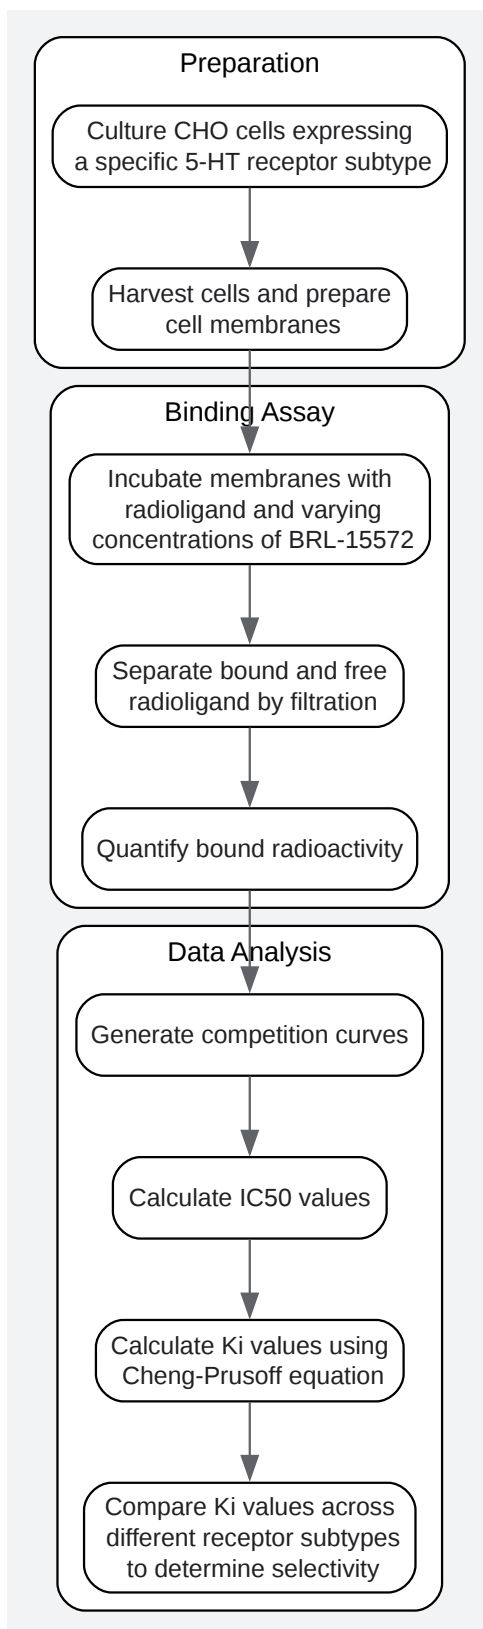 Preparation
Culture CHO cells expressing
a specific 5-HT receptor subtype
Harvest cells and prepare
cell membranes
Binding Assay
Incubate membranes with
radioligand and varying
concentrations of BRL-15572
Separate bound and free
radioligand by filtration
Quantify bound radioactivity
Data Analysis
Generate competition curves
Calculate IC50 values
Calculate Ki values using
Cheng-Prusoff equation
Compare Ki values across
different receptor subtypes
to determine selectivity